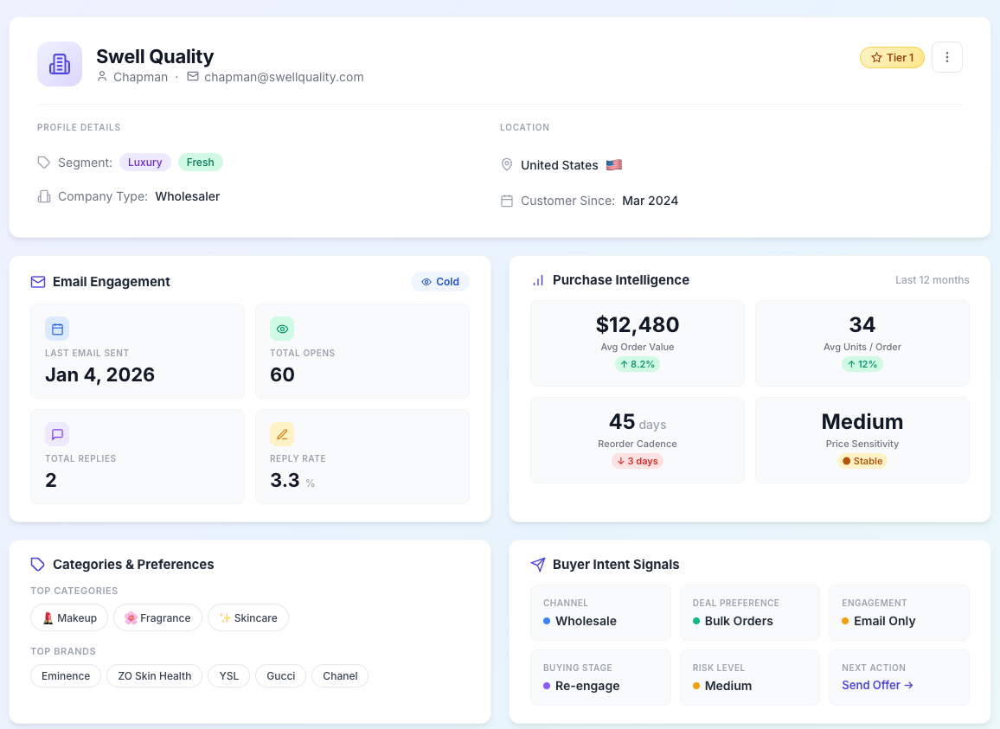 Swell Quality
Chapman · chapman@swellquality.com
Tier 1
PROFILE DETAILS
Segment: Luxury Fresh
Company Type: Wholesaler
LOCATION
United States
Customer Since: Mar 2024
Email Engagement
Cold
LAST EMAIL SENT
Jan 4, 2026
TOTAL OPENS
60
TOTAL REPLIES
2
REPLY RATE
3.3 %
Purchase Intelligence
Last 12 months
$12,480
Avg Order Value
↑ 8.2%
34
Avg Units / Order
↑ 12%
45 days
Reorder Cadence
↓ 3 days
Medium
Price Sensitivity
Stable
Categories & Preferences
TOP CATEGORIES
Makeup
Fragrance
Skincare
TOP BRANDS
Eminence
ZO Skin Health
YSL
Gucci
Chanel
Buyer Intent Signals
CHANNEL
Wholesale
DEAL PREFERENCE
Bulk Orders
ENGAGEMENT
Email Only
BUYING STAGE
Re-engage
RISK LEVEL
Medium
NEXT ACTION
Send Offer →